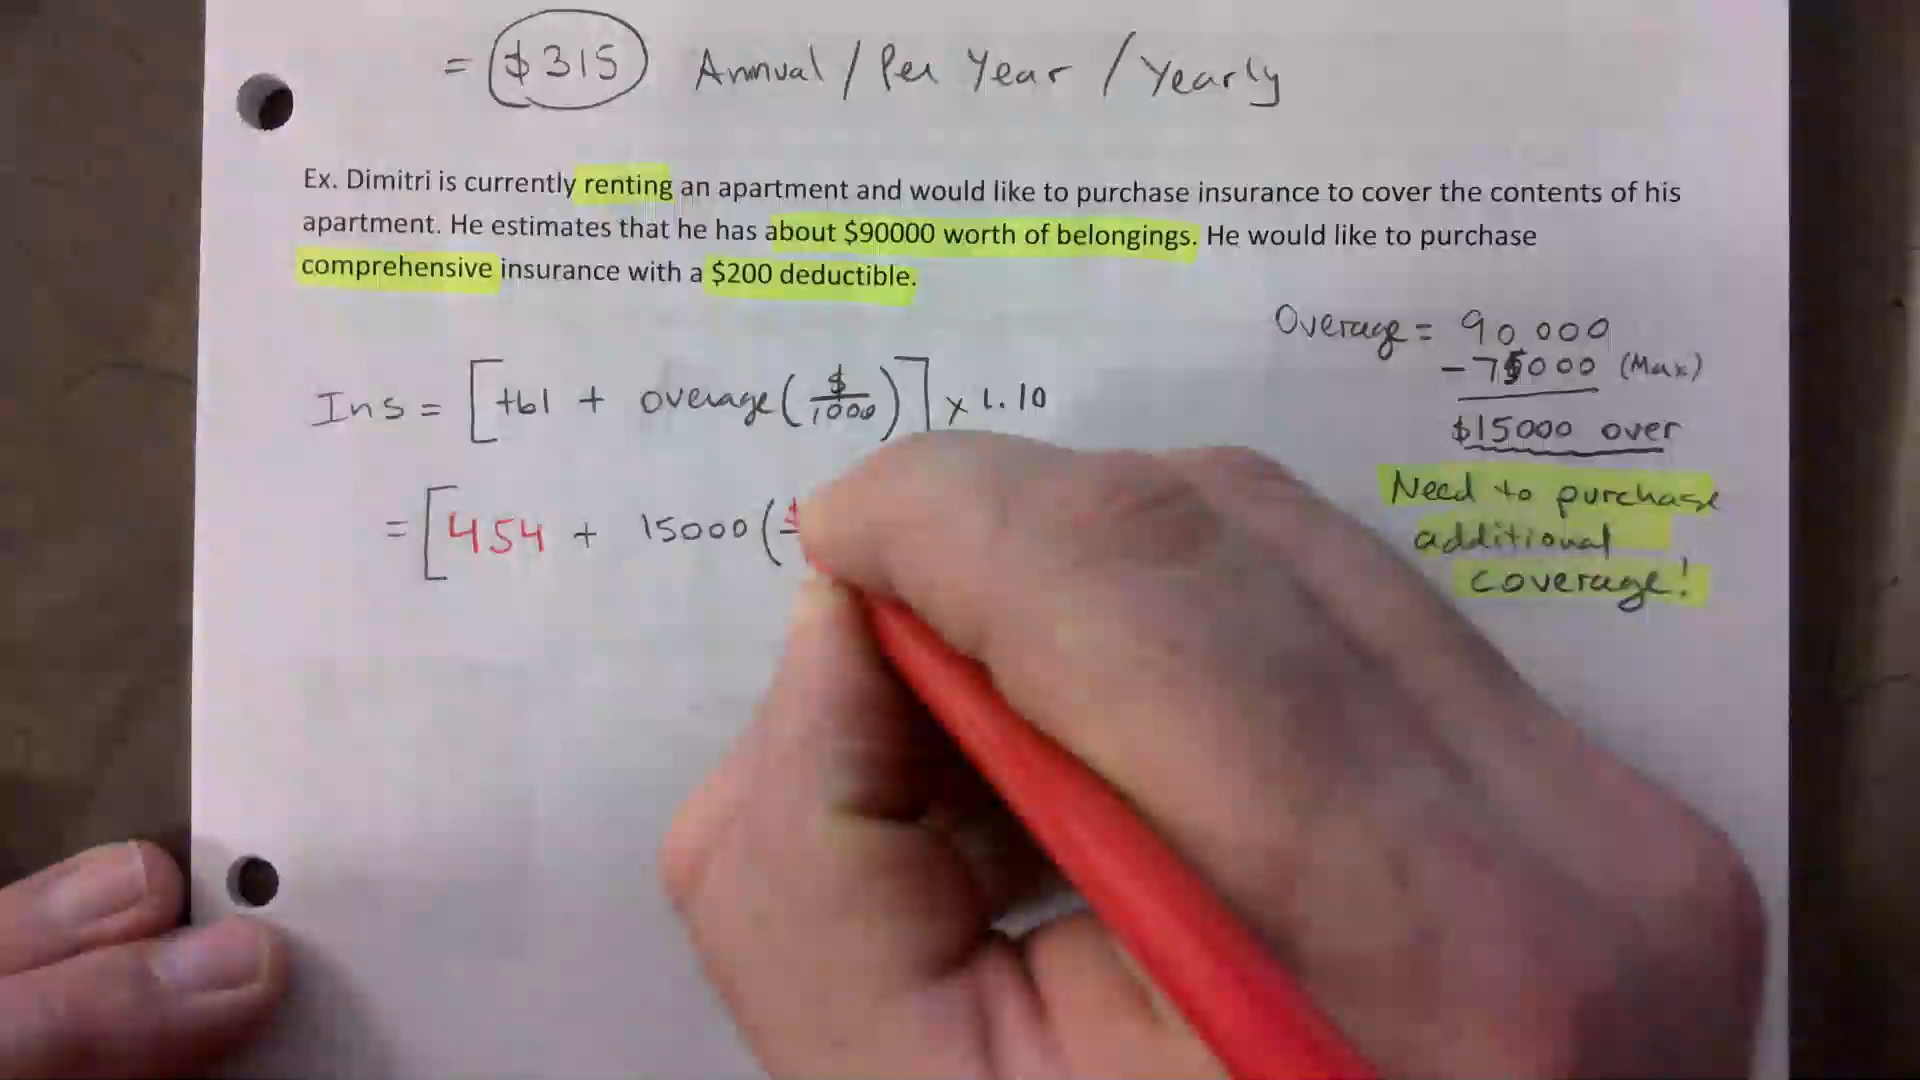 = $315 Annual / Per Year / Yearly
Ex. Dimitri is currently renting an apartment and would like to purchase insurance to cover the contents of his
apartment. He estimates that he has about $90000 worth of belongings. He would like to purchase
comprehensive insurance with a $200 deductible.
Overage = 90 000
- 75000 (Max)
$15000 over
Need to purchase
additional
coverage!
Ins = [tbl + overage($/1000)] x 1.10
= [454 + 15000 ($